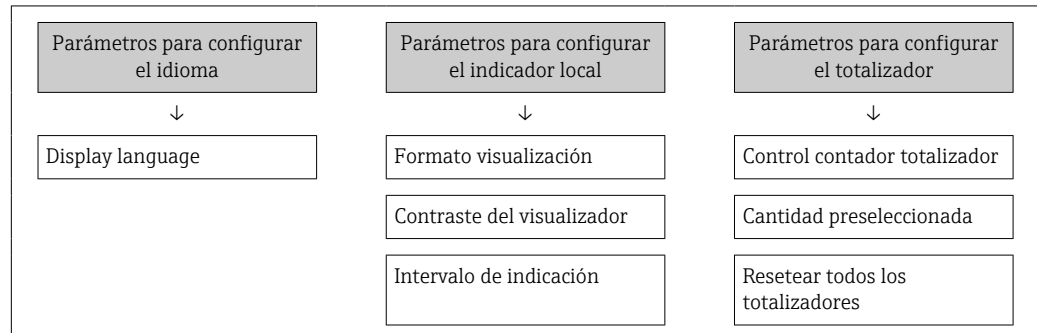 Parámetros para configurar
el idioma
↓
Display language
Parámetros para configurar
el indicador local
↓
Formato visualización
Contraste del visualizador
Intervalo de indicación
Parámetros para configurar
el totalizador
↓
Control contador totalizador
Cantidad preseleccionada
Resetear todos los
totalizadores